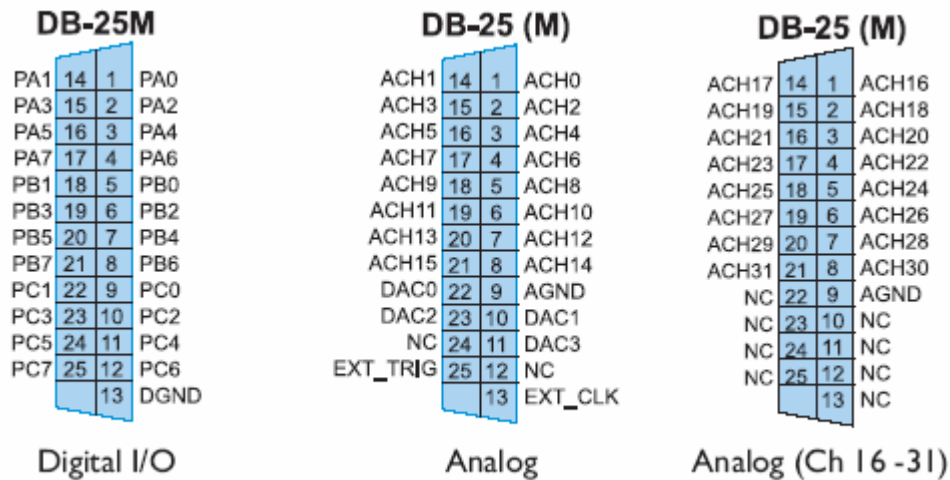 DB-25M
PA1 14 1 PA0
PA3 15 2 PA2
PA5 16 3 PA4
PA7 17 4 PA6
PB1 18 5 PB0
PB3 19 6 PB2
PB5 20 7 PB4
PB7 21 8 PB6
PC1 22 9 PC0
PC3 23 10 PC2
PC5 24 11 PC4
PC7 25 12 PC6
13 DGND
Digital I/O
DB-25 (M)
ACH1 14 1 ACH0
ACH3 15 2 ACH2
ACH5 16 3 ACH4
ACH7 17 4 ACH6
ACH9 18 5 ACH8
ACH11 19 6 ACH10
ACH13 20 7 ACH12
ACH15 21 8 ACH14
DAC0 22 9 AGND
DAC2 23 10 DAC1
NC 24 11 DAC3
EXT_TRIG 25 12 NC
13 EXT_CLK
Analog
DB-25 (M)
ACH17 14 1 ACH16
ACH19 15 2 ACH18
ACH21 16 3 ACH20
ACH23 17 4 ACH22
ACH25 18 5 ACH24
ACH27 19 6 ACH26
ACH29 20 7 ACH28
ACH31 21 8 ACH30
NC 22 9 AGND
NC 23 10 NC
NC 24 11 NC
NC 25 12 NC
13 NC
Analog (Ch 16 -31)